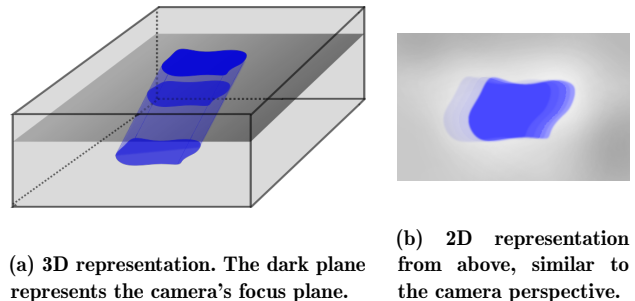 (a) 3D representation. The dark plane
represents the camera's focus plane.
(b) 2D representation
from above, similar to
the camera perspective.